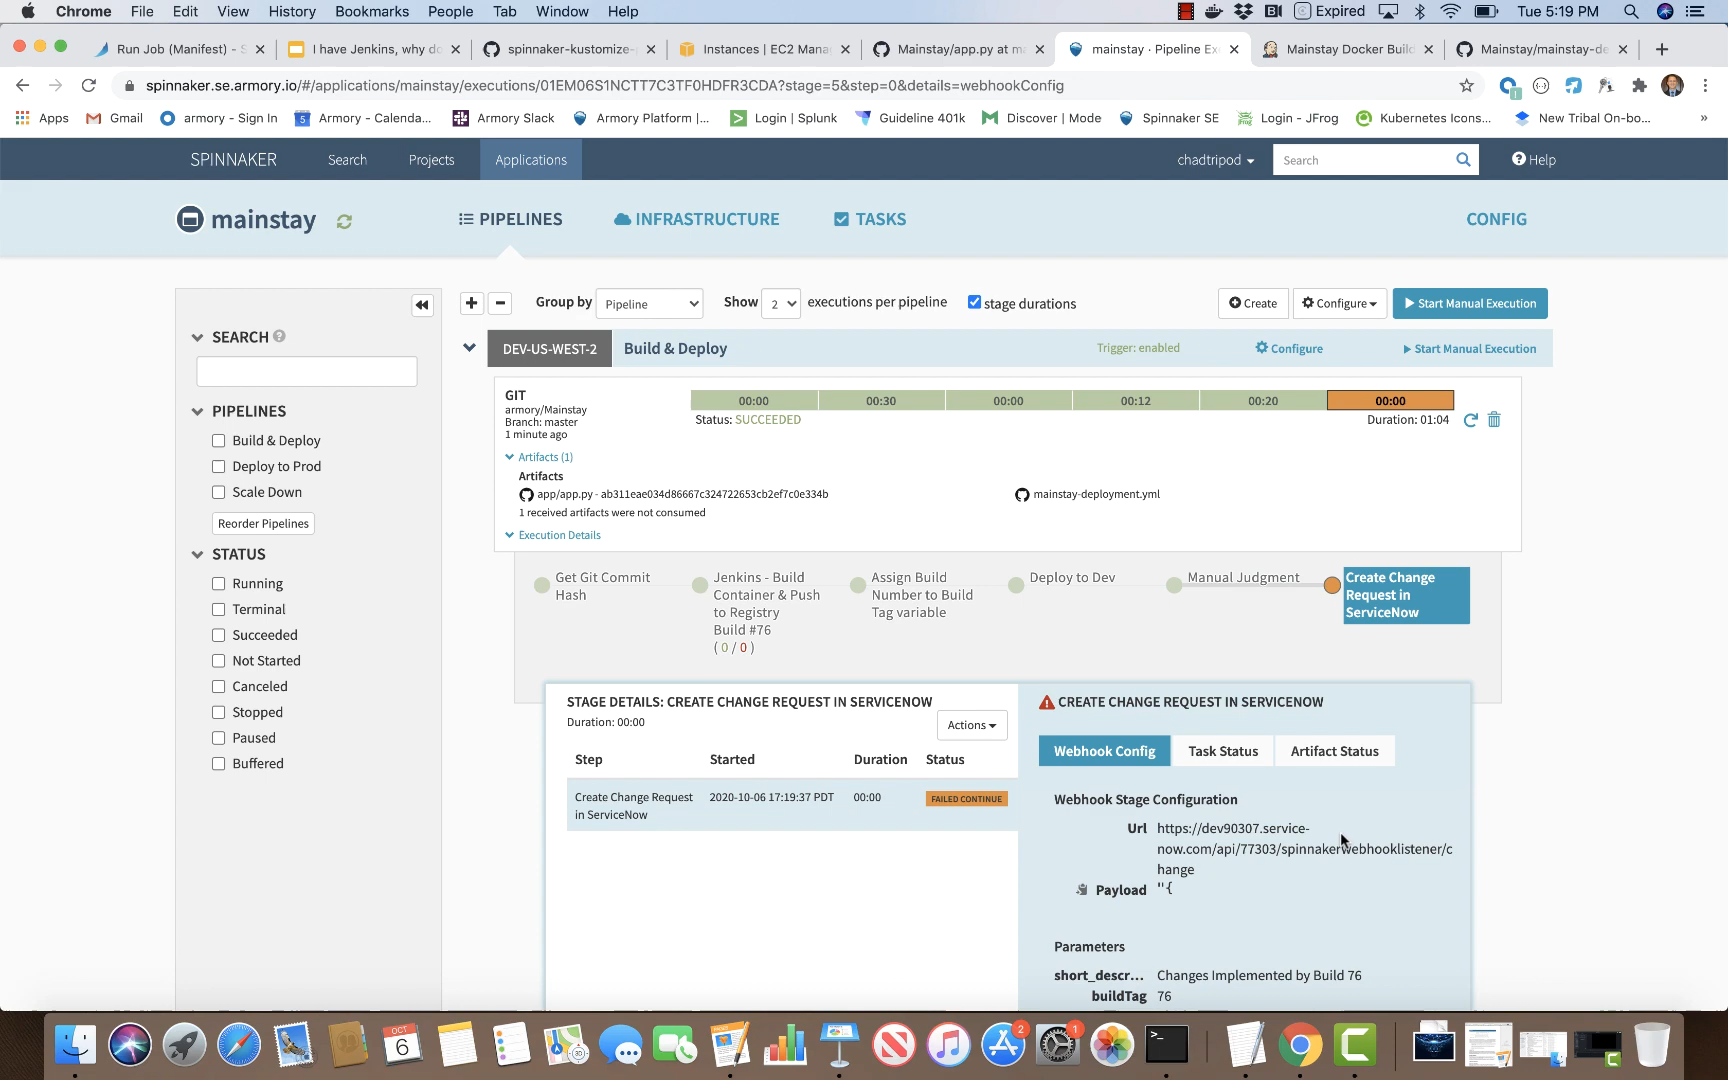 Chrome File Edit View History Bookmarks People Tab Window Help Expired Tue 5:19 PM
Run Job (Manifest) - S I have Jenkins, why do spinnaker-kustomize- Instances | EC2 Mana Mainstay/app.py at ma mainstay · Pipeline Ex Mainstay Docker Build Mainstay/mainstay-de
spinnaker.se.armory.io/#/applications/mainstay/executions/01EM06S1NCTT7C3TF0HDFR3CDA?stage=5&step=0&details=webhookConfig
Apps Gmail armory - Sign In 5 Armory - Calenda... Armory Slack Armory Platform |... Login | Splunk Guideline 401k Discover | Mode Spinnaker SE Login - JFrog Kubernetes Icons... New Tribal On-bo... »
SPINNAKER Search Projects Applications chadtripod Search Help
mainstay PIPELINES INFRASTRUCTURE TASKS CONFIG
Group by Pipeline Show 2 executions per pipeline stage durations Create Configure Start Manual Execution
SEARCH
DEV-US-WEST-2 Build & Deploy Trigger: enabled Configure Start Manual Execution
GIT
armory/Mainstay
Branch: master
1 minute ago
00:00 00:30 00:00 00:12 00:20 00:00
Status: SUCCEEDED Duration: 01:04
Artifacts (1)
Artifacts
app/app.py - ab311eae034d86667c324722653cb2ef7c0e334b mainstay-deployment.yml
1 received artifacts were not consumed
Execution Details
PIPELINES
Build & Deploy
Deploy to Prod
Scale Down
Reorder Pipelines
STATUS
Running
Terminal
Succeeded
Not Started
Canceled
Stopped
Paused
Buffered
Get Git Commit
Hash
Jenkins - Build
Container & Push
to Registry
Build #76
( 0 / 0 )
Assign Build
Number to Build
Tag variable
Deploy to Dev
Manual Judgment
Create Change
Request in
ServiceNow
STAGE DETAILS: CREATE CHANGE REQUEST IN SERVICENOW
Duration: 00:00
Actions
Step Started Duration Status
Create Change Request 2020-10-06 17:19:37 PDT 00:00 FAILED CONTINUE
in ServiceNow
CREATE CHANGE REQUEST IN SERVICENOW
Webhook Config Task Status Artifact Status
Webhook Stage Configuration
Url https://dev90307.service-
now.com/api/77303/spinnakerwebhooklistener/c
hange
Payload "{
Parameters
short_descr... Changes Implemented by Build 76
buildTag 76
OCT
6
3D
2
1